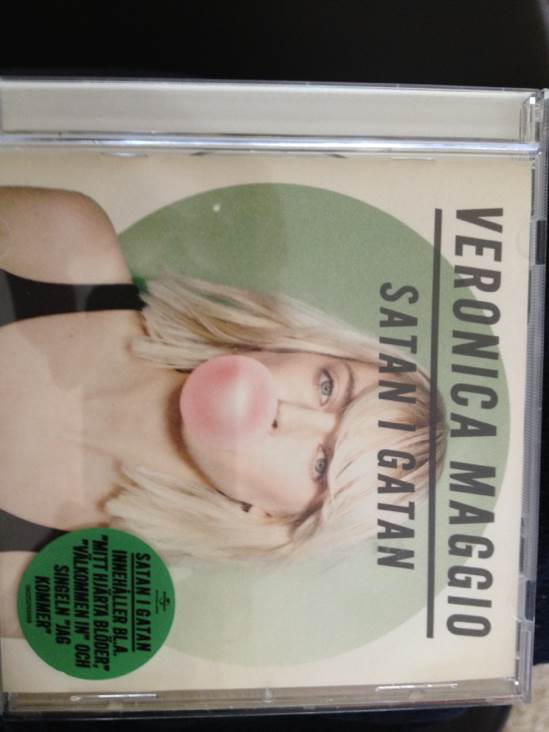 VERONICA MAGGIO
SATAN I GATAN
SATAN I GATAN
INNEHÅLLER BL.A.
"MITT HJÄRTA BLÖDER",
"VÄLKOMMEN IN" OCH
SINGELN "JAG
KOMMER"